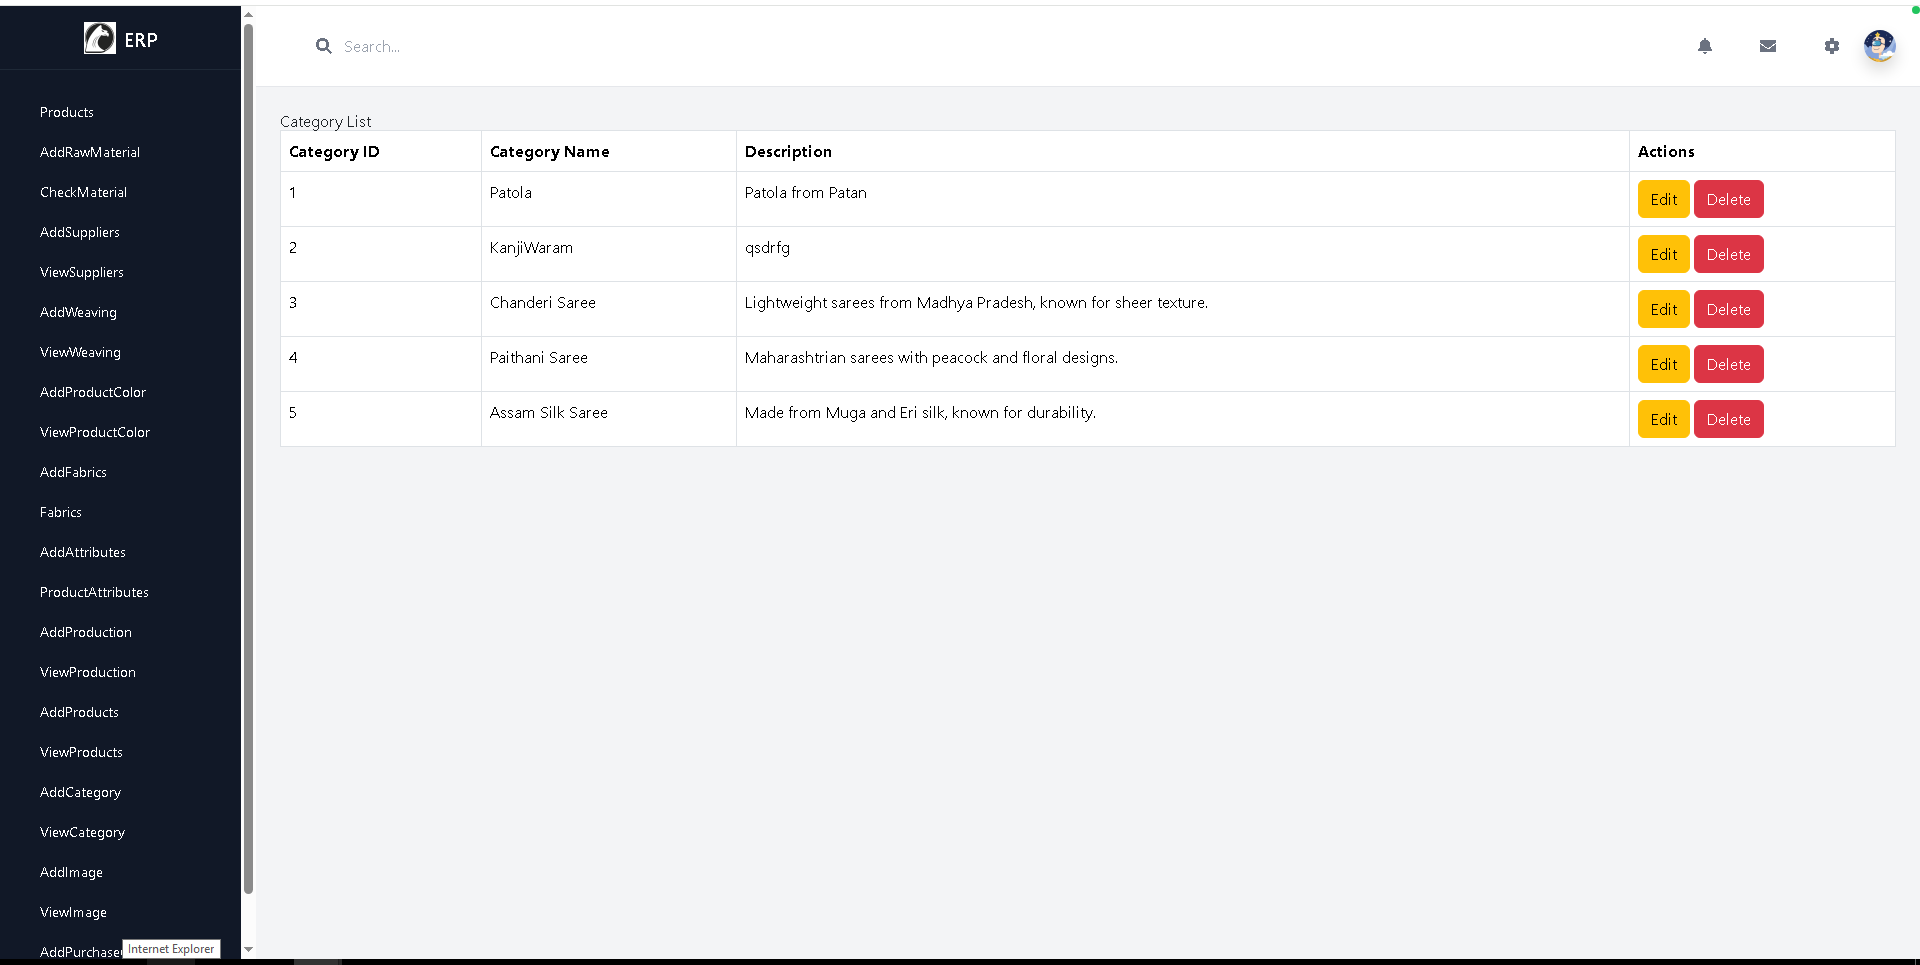 ERP
Search...
Products
AddRawMaterial
CheckMaterial
AddSuppliers
ViewSuppliers
AddWeaving
ViewWeaving
AddProductColor
ViewProductColor
AddFabrics
Fabrics
AddAttributes
ProductAttributes
AddProduction
ViewProduction
AddProducts
ViewProducts
AddCategory
ViewCategory
AddImage
ViewImage
AddPurchase
Internet Explorer
Category List
Category ID Category Name Description Actions
1 Patola Patola from Patan Edit Delete
2 KanjiWaram qsdrfg Edit Delete
3 Chanderi Saree Lightweight sarees from Madhya Pradesh, known for sheer texture. Edit Delete
4 Paithani Saree Maharashtrian sarees with peacock and floral designs. Edit Delete
5 Assam Silk Saree Made from Muga and Eri silk, known for durability. Edit Delete